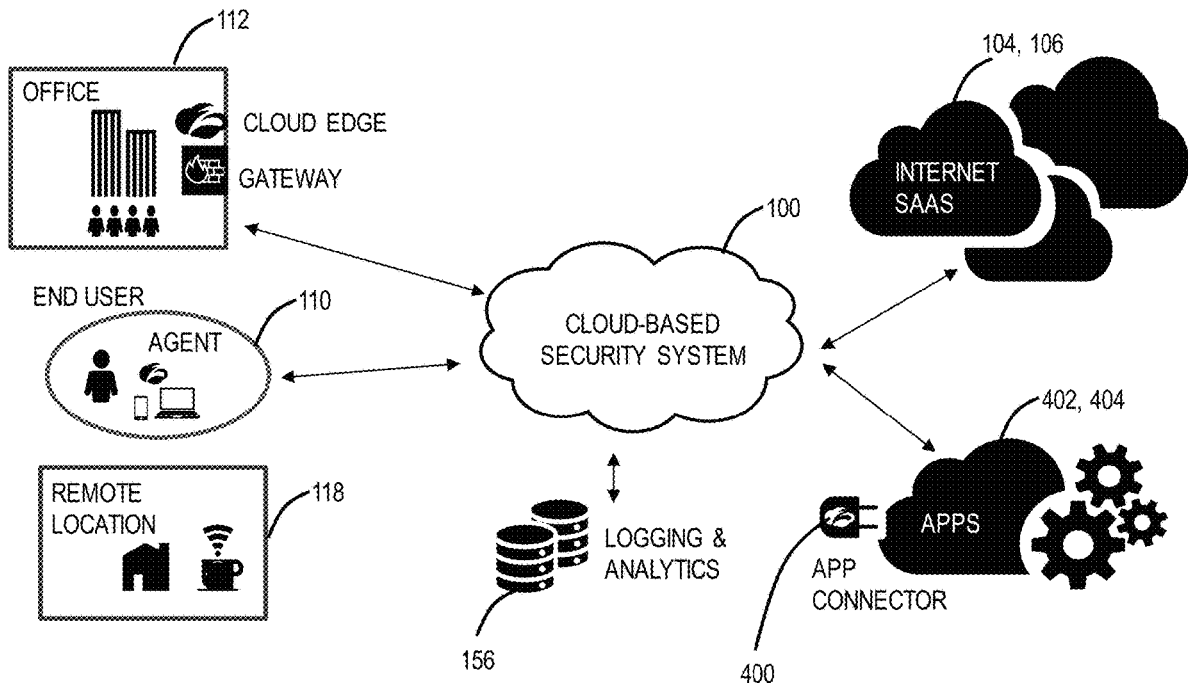 112
OFFICE
CLOUD EDGE
GATEWAY
104, 106
INTERNET
SAAS
100
CLOUD-BASED
SECURITY SYSTEM
END USER
110
AGENT
REMOTE
LOCATION
118
LOGGING &
ANALYTICS
156
402, 404
APPS
APP
CONNECTOR
400